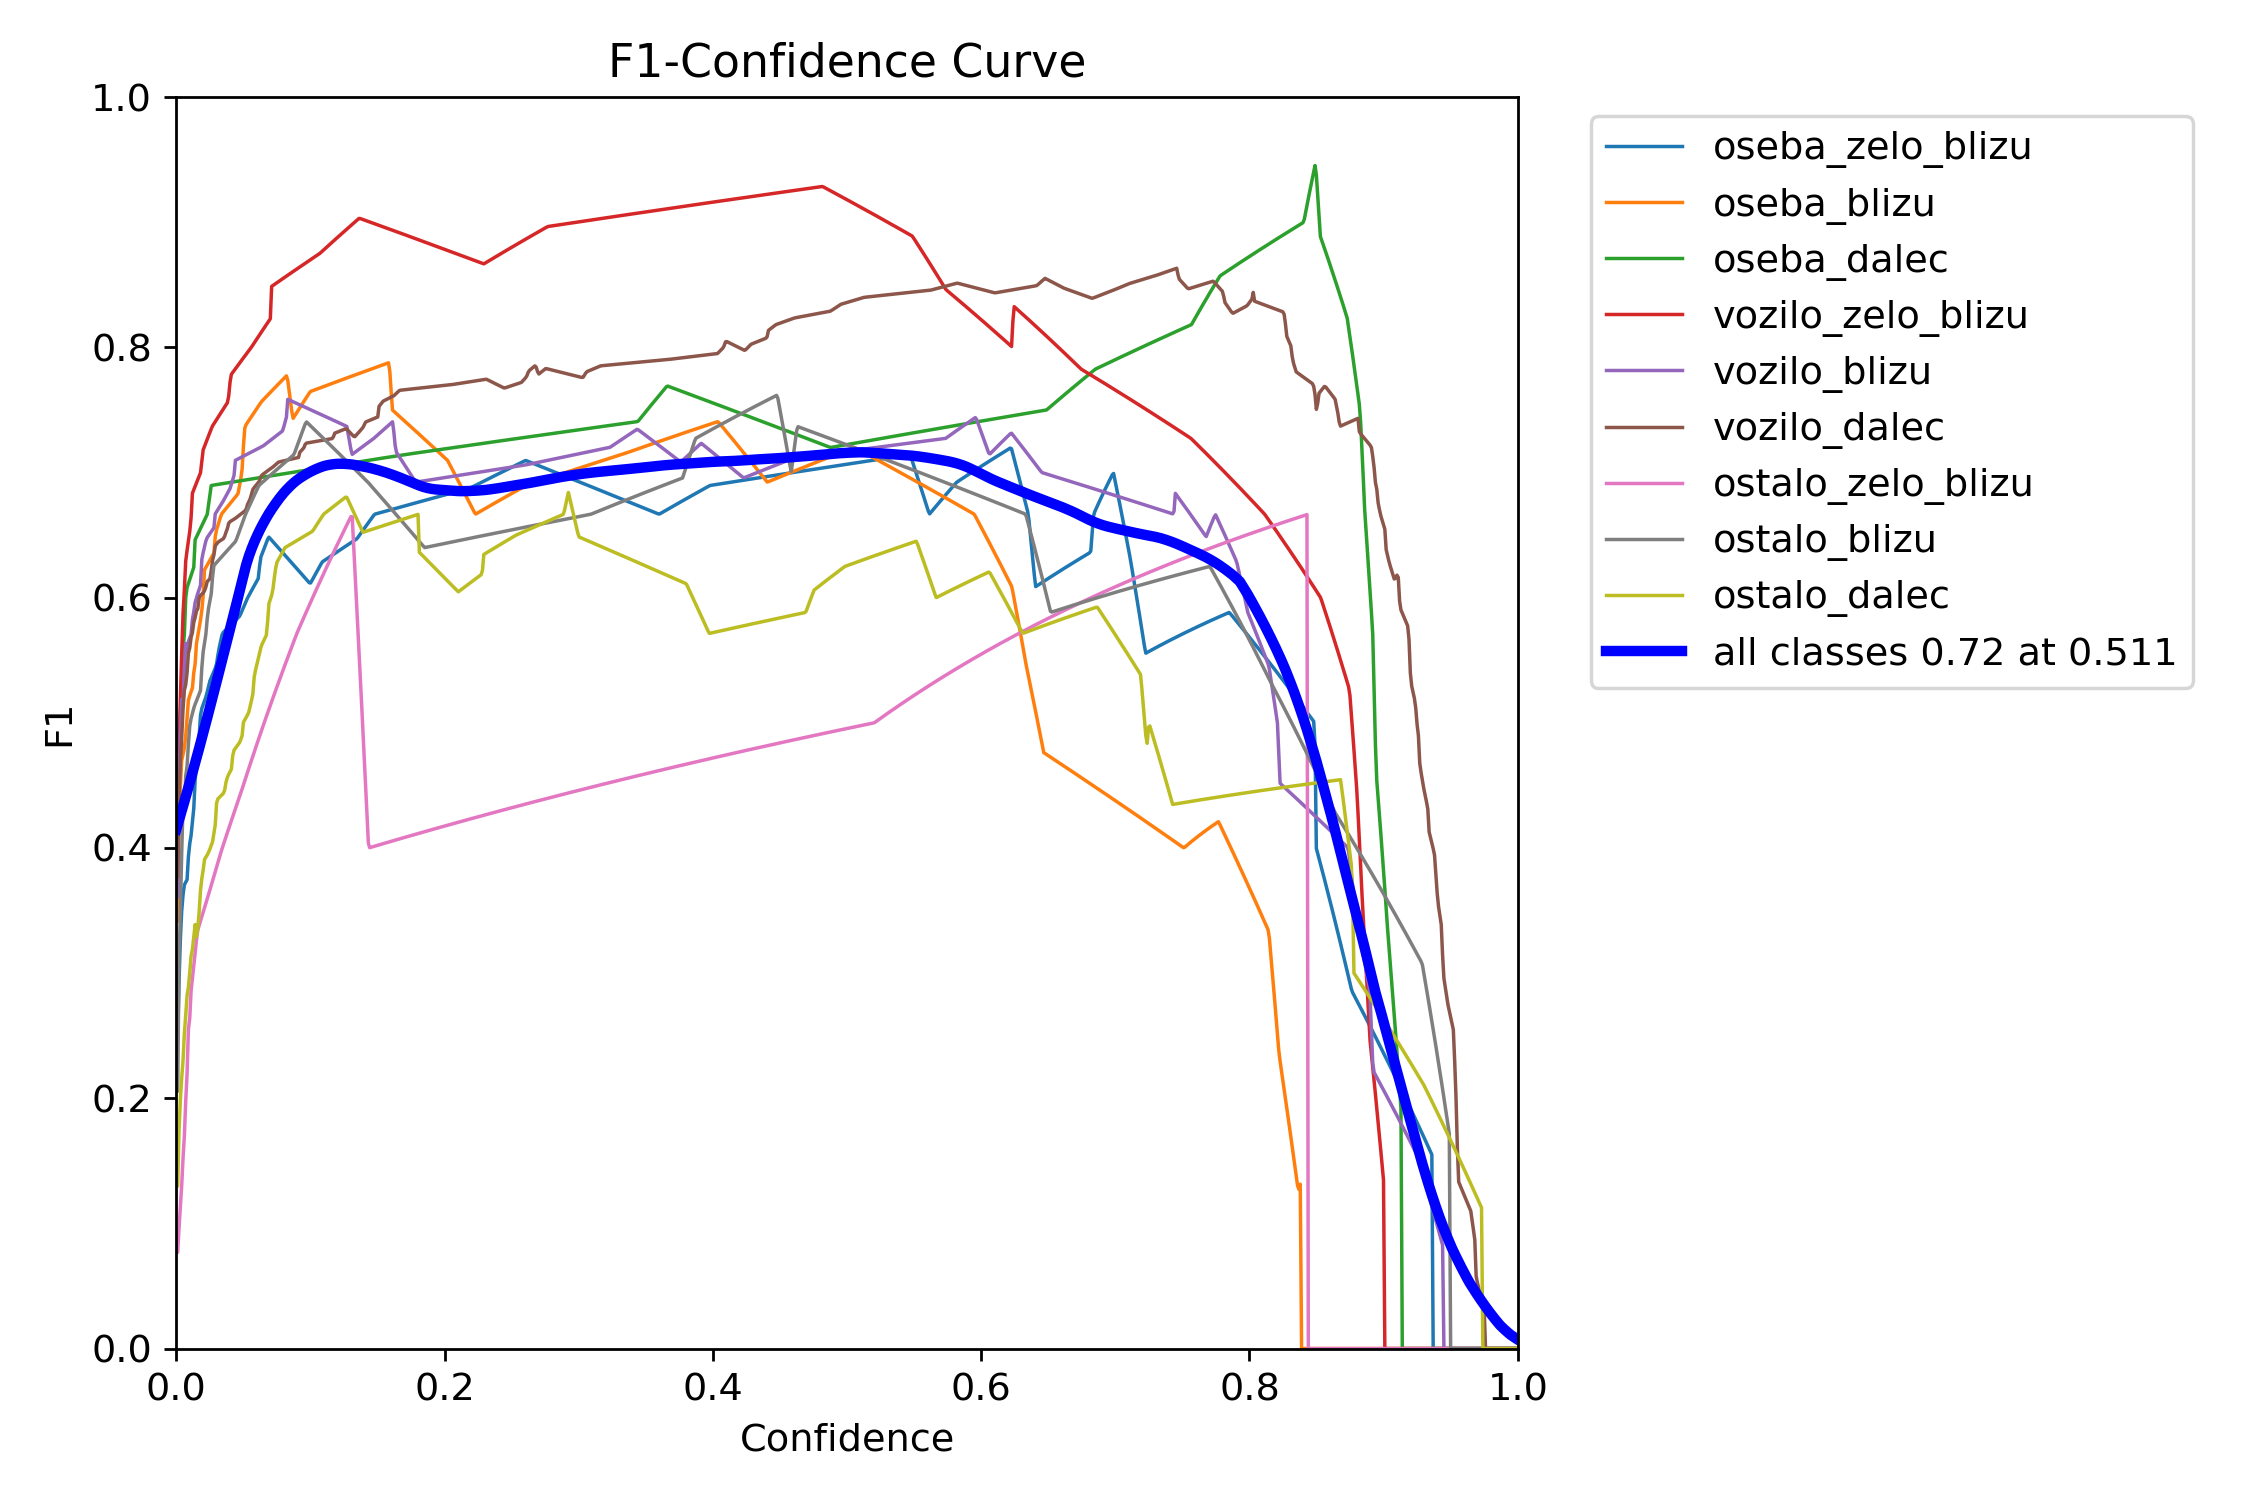 F1-Confidence Curve
1.0
0.8
0.6
0.4
0.2
0.0
F1
0.0 0.2 0.4 0.6 0.8 1.0
Confidence
oseba_zelo_blizu
oseba_blizu
oseba_dalec
vozilo_zelo_blizu
vozilo_blizu
vozilo_dalec
ostalo_zelo_blizu
ostalo_blizu
ostalo_dalec
all classes 0.72 at 0.511